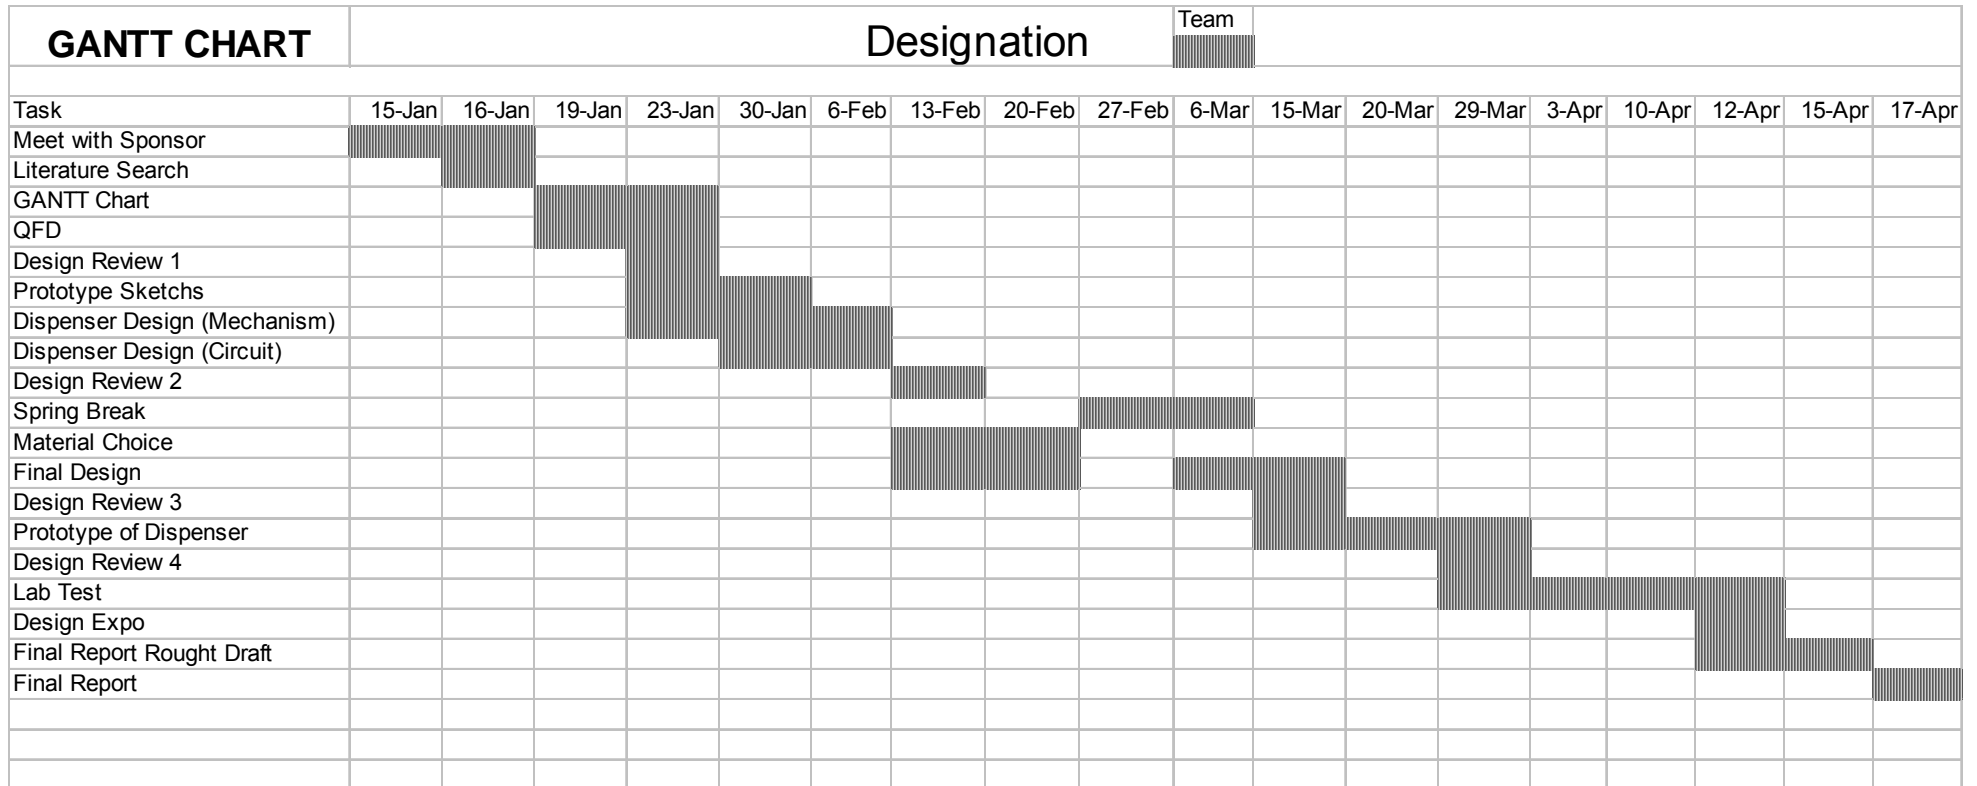 GANTT CHART Designation Team
Task 15-Jan 16-Jan 19-Jan 23-Jan 30-Jan 6-Feb 13-Feb 20-Feb 27-Feb 6-Mar 15-Mar 20-Mar 29-Mar 3-Apr 10-Apr 12-Apr 15-Apr 17-Apr
Meet with Sponsor
Literature Search
GANTT Chart
QFD
Design Review 1
Prototype Sketchs
Dispenser Design (Mechanism)
Dispenser Design (Circuit)
Design Review 2
Spring Break
Material Choice
Final Design
Design Review 3
Prototype of Dispenser
Design Review 4
Lab Test
Design Expo
Final Report Rought Draft
Final Report